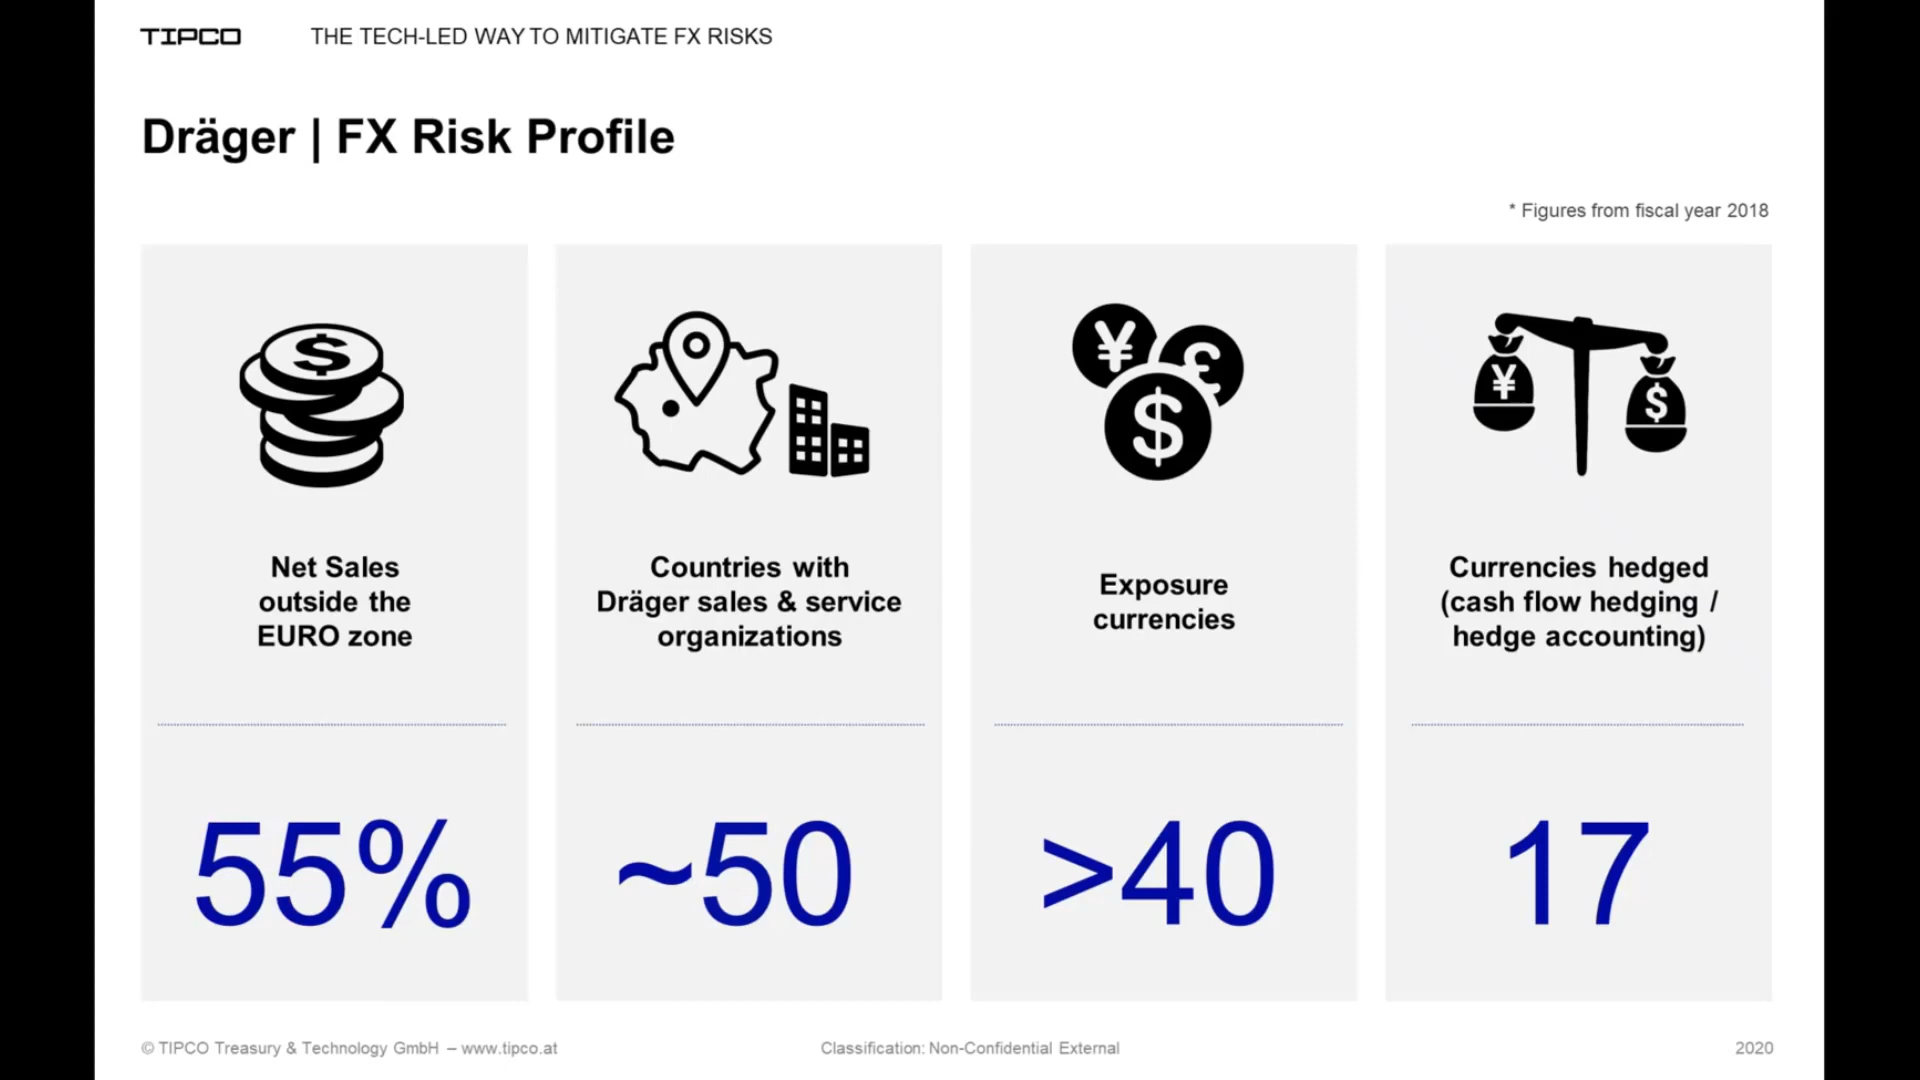 TIPCO
THE TECH-LED WAY TO MITIGATE FX RISKS
Dräger | FX Risk Profile
* Figures from fiscal year 2018
$
Net Sales
outside the
EURO zone
55%
Countries with
Dräger sales & service
organizations
~50
¥
£
$
Exposure
currencies
>40
¥
$
Currencies hedged
(cash flow hedging /
hedge accounting)
17
© TIPCO Treasury & Technology GmbH – www.tipco.at
Classification: Non-Confidential External
2020